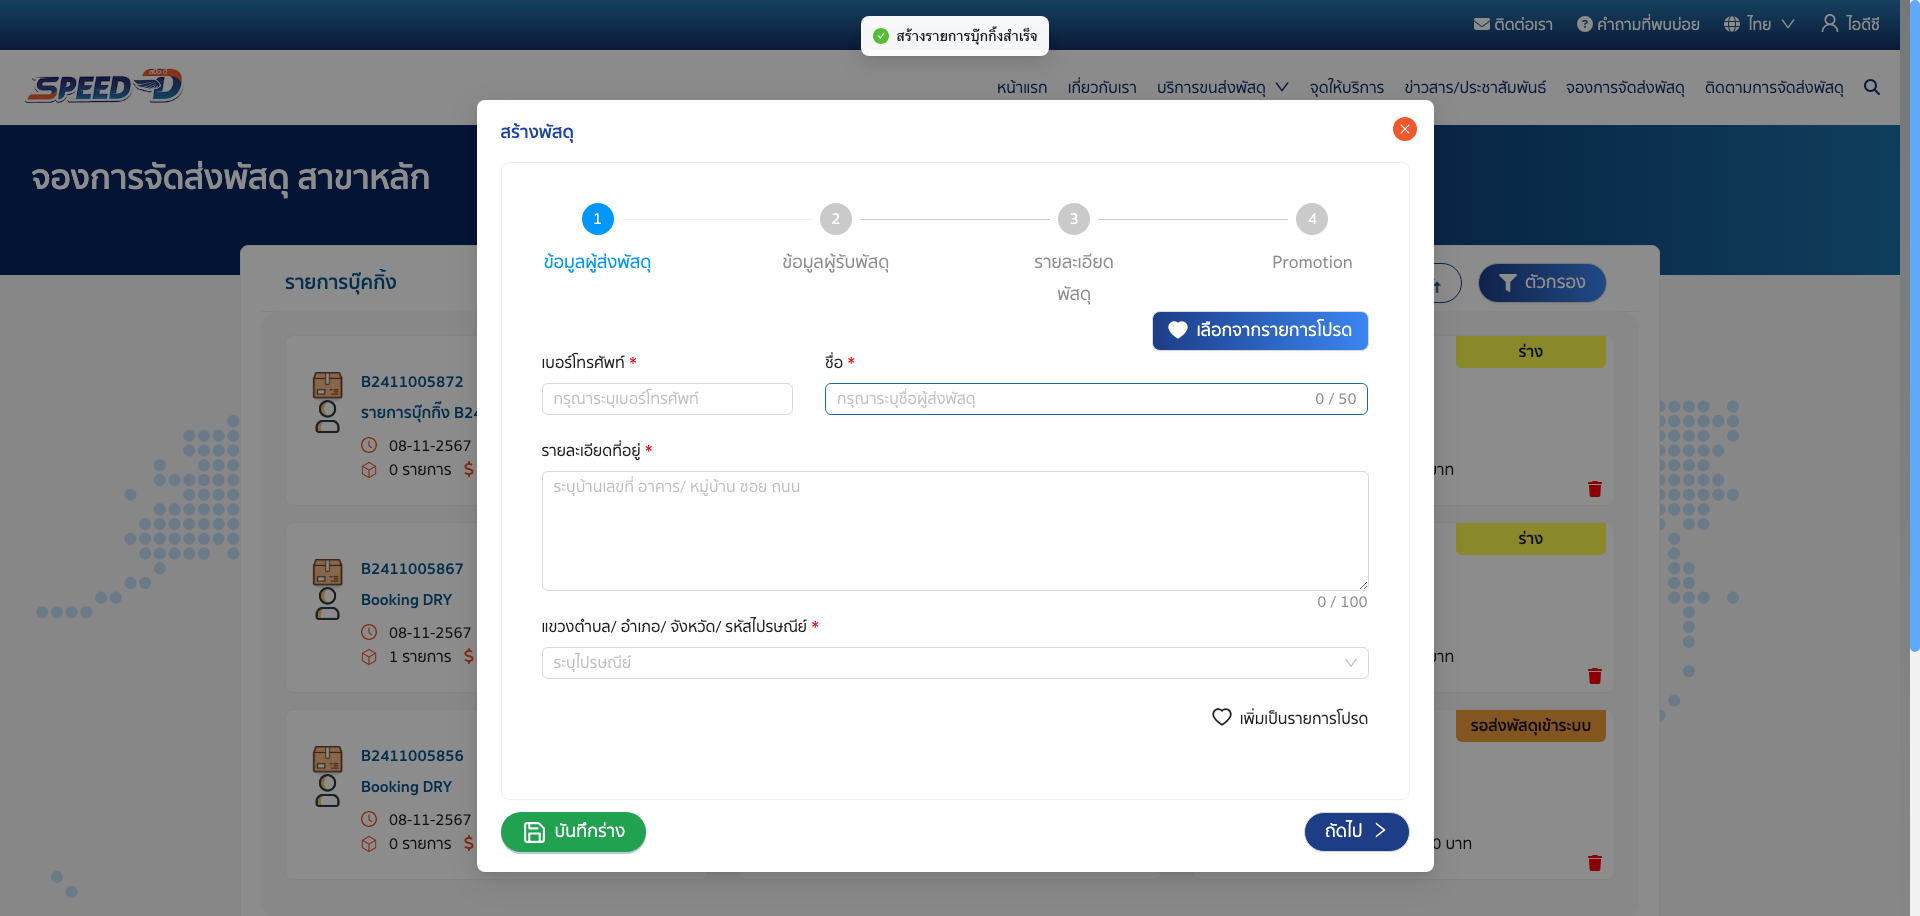 ติดต่อเรา
คำถามที่พบบ่อย
ไทย
ไอดีซี
สร้างรายการบุ๊กกิ้งสำเร็จ
สปีด ดี
SPEED D
หน้าแรก
เกี่ยวกับเรา
บริการขนส่งพัสดุ
จุดให้บริการ
ข่าวสาร/ประชาสัมพันธ์
จองการจัดส่งพัสดุ
ติดตามการจัดส่งพัสดุ
จองการจัดส่งพัสดุ สาขาหลัก
รายการบุ๊คกิ้ง
ตัวกรอง
B2411005872
รายการบุ๊กกิ๊ง B24
08-11-2567
0 รายการ
ร่าง
บาท
B2411005867
Booking DRY
08-11-2567
1 รายการ
ร่าง
บาท
B2411005856
Booking DRY
08-11-2567
0 รายการ
รอส่งพัสดุเข้าระบบ
0 บาท
สร้างพัสดุ
1
2
3
4
ข้อมูลผู้ส่งพัสดุ
ข้อมูลผู้รับพัสดุ
รายละเอียด
พัสดุ
Promotion
เลือกจากรายการโปรด
เบอร์โทรศัพท์ *
ชื่อ *
กรุณาระบุเบอร์โทรศัพท์
กรุณาระบุชื่อผู้ส่งพัสดุ
0 / 50
รายละเอียดที่อยู่ *
ระบุบ้านเลขที่ อาคาร/ หมู่บ้าน ซอย ถนน
0 / 100
แขวงตำบล/ อำเภอ/ จังหวัด/ รหัสไปรษณีย์ *
ระบุไปรษณีย์
เพิ่มเป็นรายการโปรด
บันทึกร่าง
ถัดไป